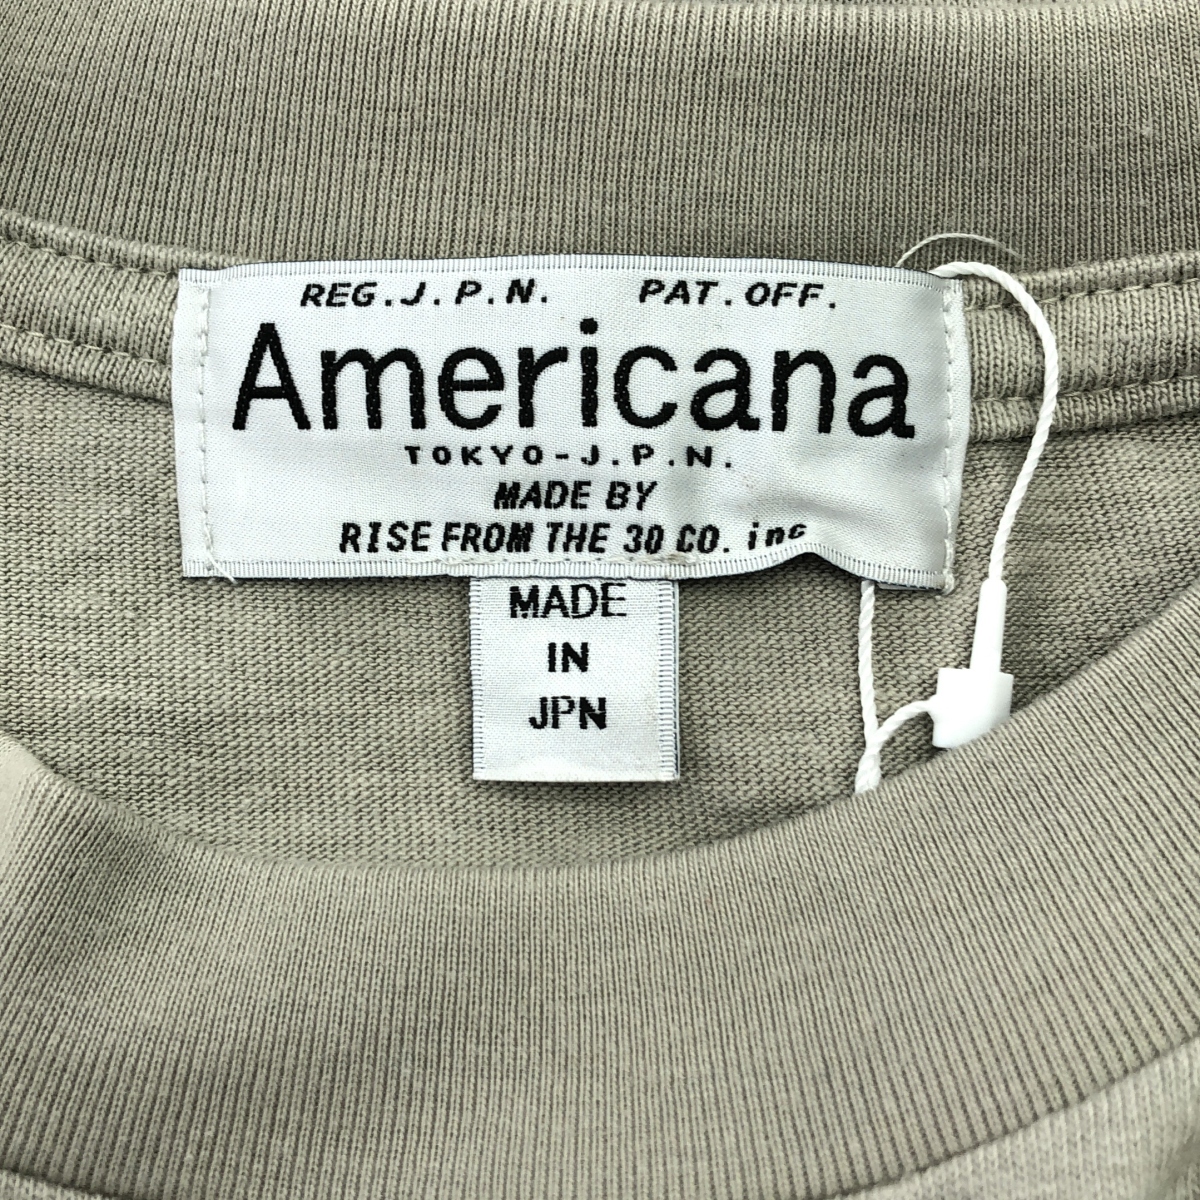 REG.J.P.N. PAT.OFF.
Americana
TOKYO-J.P.N.
MADE BY
RISE FROM THE 30 CO. inc
MADE
IN
JPN